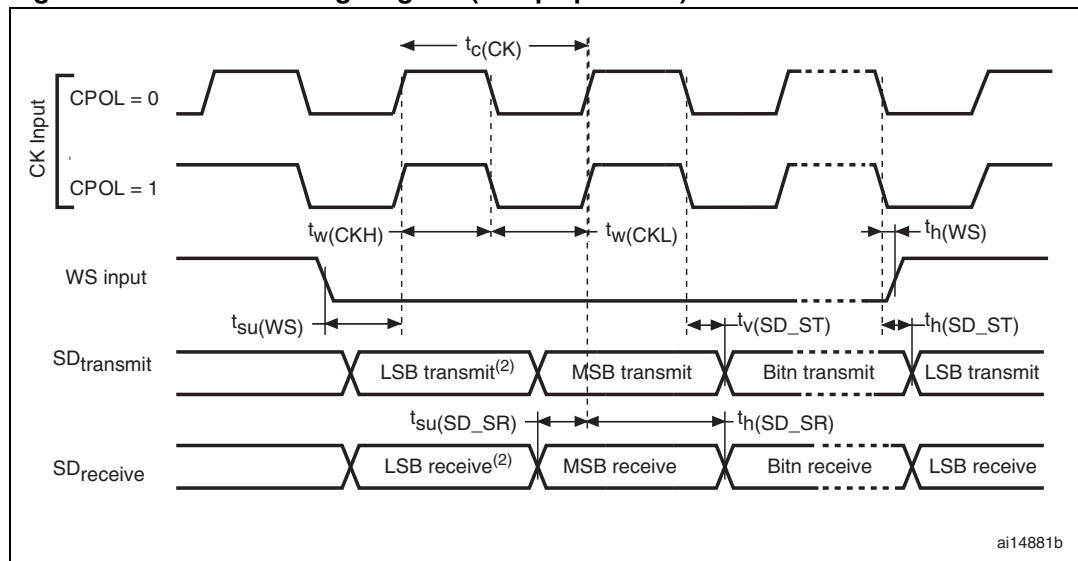 tc(CK)
CK Input
CPOL = 0
CPOL = 1
tw(CKH)
tw(CKL)
th(WS)
WS input
tsu(WS)
tv(SD_ST)
th(SD_ST)
SDtransmit
LSB transmit(2)
MSB transmit
Bitn transmit
LSB transmit
tsu(SD_SR)
th(SD_SR)
SDreceive
LSB receive(2)
MSB receive
Bitn receive
LSB receive
ai14881b